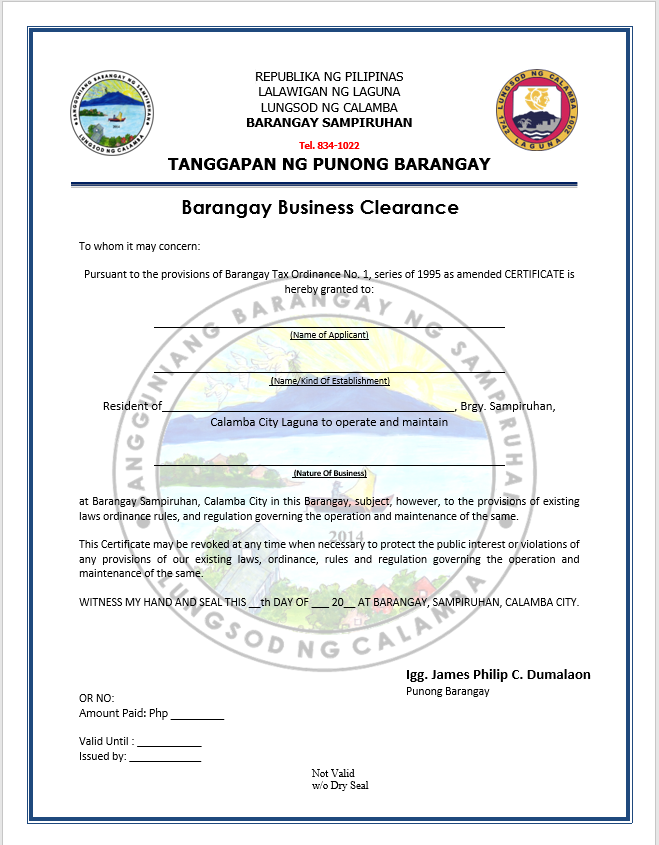 REPUBLIKA NG PILIPINAS
LALAWIGAN NG LAGUNA
LUNGSOD NG CALAMBA
BARANGAY SAMPIRUHAN
Tel. 834-1022
TANGGAPAN NG PUNONG BARANGAY
SANGGUNIANG BARANGAY NG SAMPIRUHAN
2014
LUNGSOD NG CALAMBA
LUNGSOD NG CALAMBA
1742
2001
LAGUNA
Barangay Business Clearance
To whom it may concern:
Pursuant to the provisions of Barangay Tax Ordinance No. 1, series of 1995 as amended CERTIFICATE is
hereby granted to:
(Name of Applicant)
(Name/Kind Of Establishment)
Resident of________________________, Brgy. Sampiruhan,
Calamba City Laguna to operate and maintain
(Nature Of Business)
at Barangay Sampiruhan, Calamba City in this Barangay, subject, however, to the provisions of existing
laws ordinance rules, and regulation governing the operation and maintenance of the same.
This Certificate may be revoked at any time when necessary to protect the public interest or violations of
any provisions of our existing laws, ordinance, rules and regulation governing the operation and
maintenance of the same.
WITNESS MY HAND AND SEAL THIS __th DAY OF ___ 20__ AT BARANGAY, SAMPIRUHAN, CALAMBA CITY.
SANGGUNIANG BARANGAY NG SAMPIRUHAN
2014
LUNGSOD NG CALAMBA
Igg. James Philip C. Dumalaon
Punong Barangay
OR NO:
Amount Paid: Php _________
Valid Until : ___________
Issued by: ____________
Not Valid
w/o Dry Seal